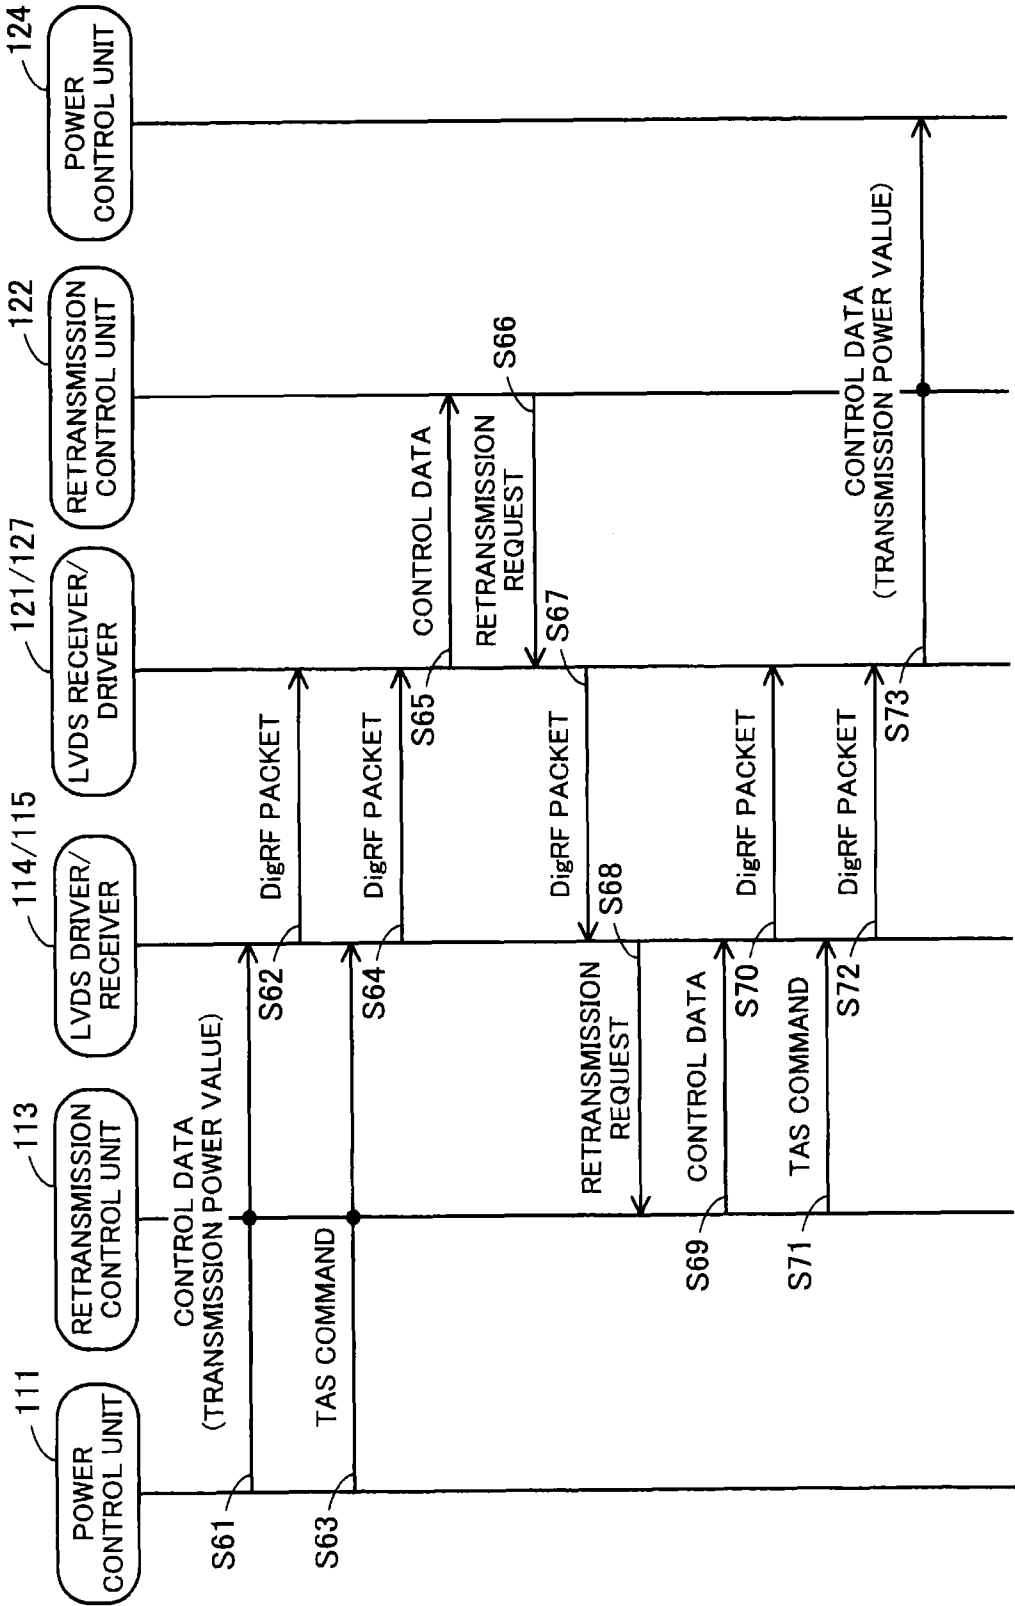 111
POWER
CONTROL UNIT
113
RETRANSMISSION
CONTROL UNIT
114/115
LVDS DRIVER/
RECEIVER
121/127
LVDS RECEIVER/
DRIVER
122
RETRANSMISSION
CONTROL UNIT
124
POWER
CONTROL UNIT
S61
CONTROL DATA
(TRANSMISSION POWER VALUE)
S62
DigRF PACKET
S63
TAS COMMAND
S64
DigRF PACKET
S65
CONTROL DATA
S66
RETRANSMISSION
REQUEST
S67
DigRF PACKET
S68
RETRANSMISSION
REQUEST
S69
CONTROL DATA
S70
DigRF PACKET
S71
TAS COMMAND
S72
DigRF PACKET
S73
CONTROL DATA
(TRANSMISSION POWER VALUE)